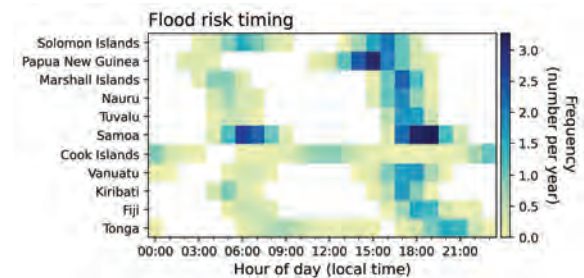 Flood risk timing
Solomon Islands
Papua New Guinea
Marshall Islands
Nauru
Tuvalu
Samoa
Cook Islands
Vanuatu
Kiribati
Fiji
Tonga
00:00 03:00 06:00 09:00 12:00 15:00 18:00 21:00
Hour of day (local time)
3.0
2.5
2.0
1.5
1.0
0.5
0.0
Frequency
(number per year)